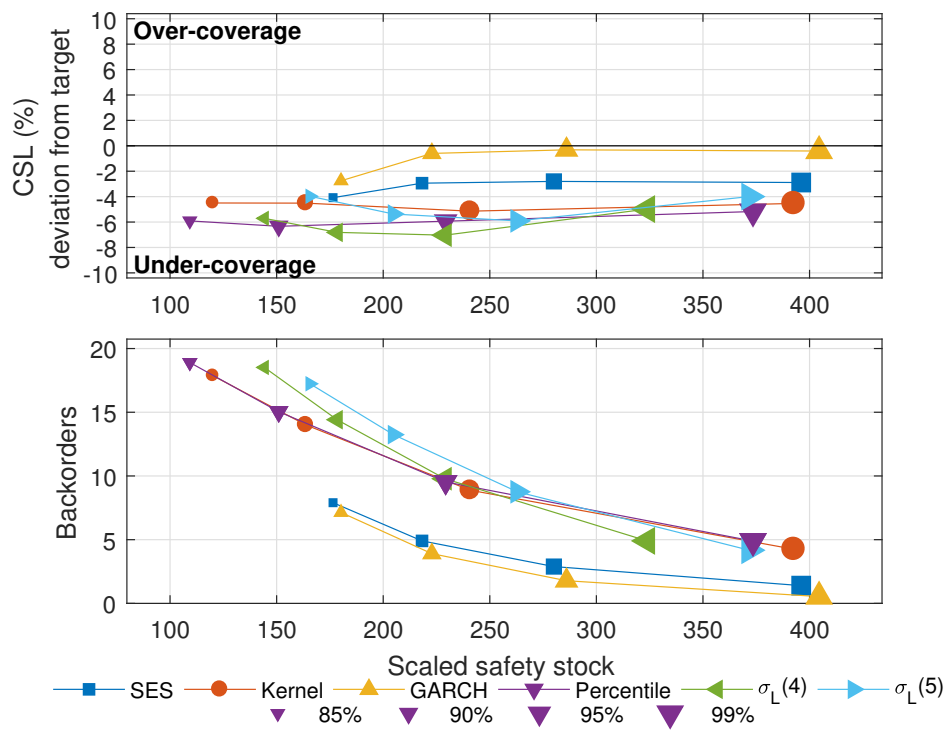 10
8
6
4
2
0
-2
-4
-6
-8
-10
CSL (%)
deviation from target
Over-coverage
Under-coverage
100 150 200 250 300 350 400
20
15
10
5
0
Backorders
100 150 200 250 300 350 400
Scaled safety stock
SES Kernel GARCH Percentile σL(4) σL(5)
85% 90% 95% 99%